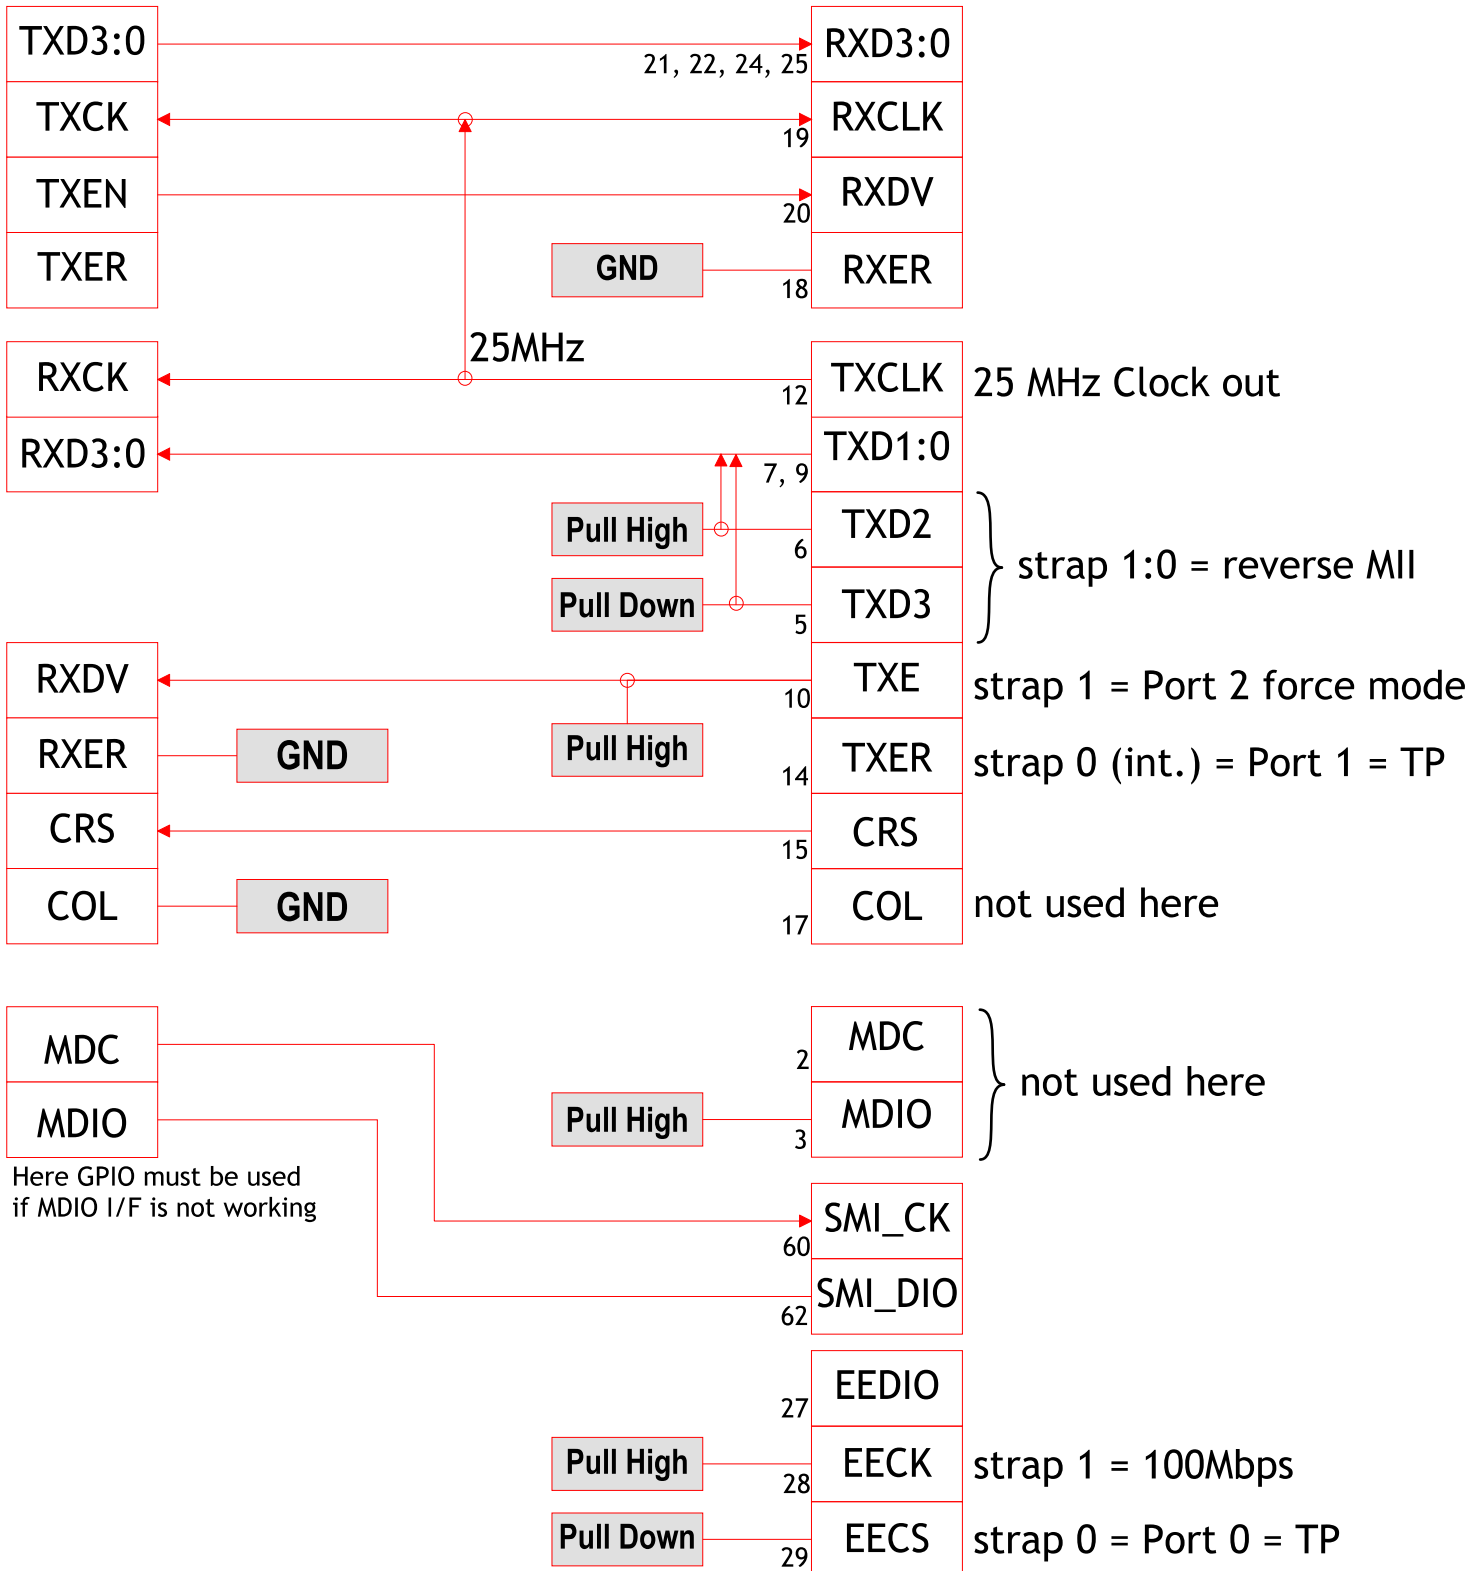 TXD3:0
RXD3:0
21, 22, 24, 25
TXCK
RXCLK
19
TXEN
RXDV
20
TXER
GND
RXER
18
25MHz
RXCK
TXCLK
25 MHz Clock out
12
RXD3:0
TXD1:0
7, 9
Pull High
TXD2
6
strap 1:0 = reverse MII
Pull Down
TXD3
5
RXDV
TXE
strap 1 = Port 2 force mode
10
RXER
GND
Pull High
TXER
strap 0 (int.) = Port 1 = TP
14
CRS
CRS
15
COL
GND
COL
not used here
17
MDC
MDC
2
not used here
MDIO
Pull High
MDIO
3
Here GPIO must be used
if MDIO I/F is not working
SMI_CK
60
SMI_DIO
62
EEDIO
27
Pull High
EECK
strap 1 = 100Mbps
28
Pull Down
EECS
strap 0 = Port 0 = TP
29